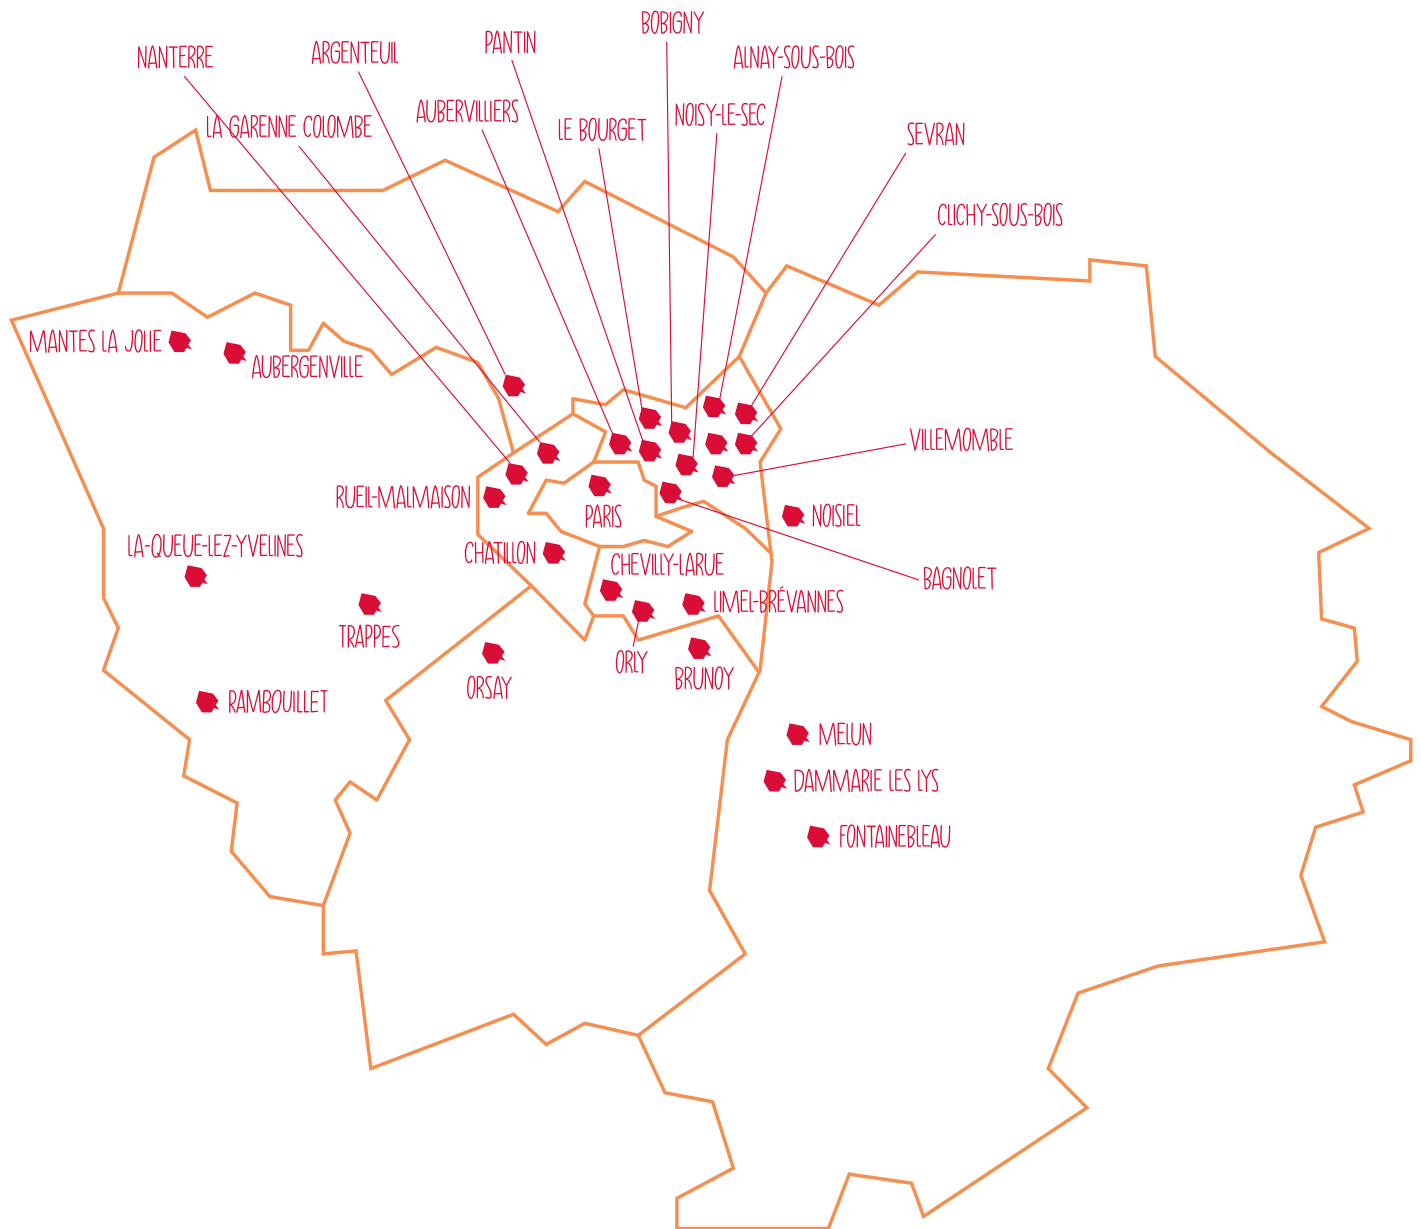 BOBIGNY
PANTIN
ARGENTEUIL
NANTERRE
ALNAY-SOUS-BOIS
AUBERVILLIERS
NOISY-LE-SEC
LA GARENNE COLOMBE
LE BOURGET
SEVRAN
CLICHY-SOUS-BOIS
MANTES LA JOLIE
AUBERGENVILLE
VILLEMOMBLE
RUEIL-MALMAISON
PARIS
NOISIEL
LA-QUEUE-LEZ-YVELINES
CHATILLON
CHEVILLY-LARUE
BAGNOLET
LIMEL-BRÉVANNES
TRAPPES
ORLY
BRUNOY
ORSAY
RAMBOUILLET
MELUN
DAMMARIE LES LYS
FONTAINEBLEAU